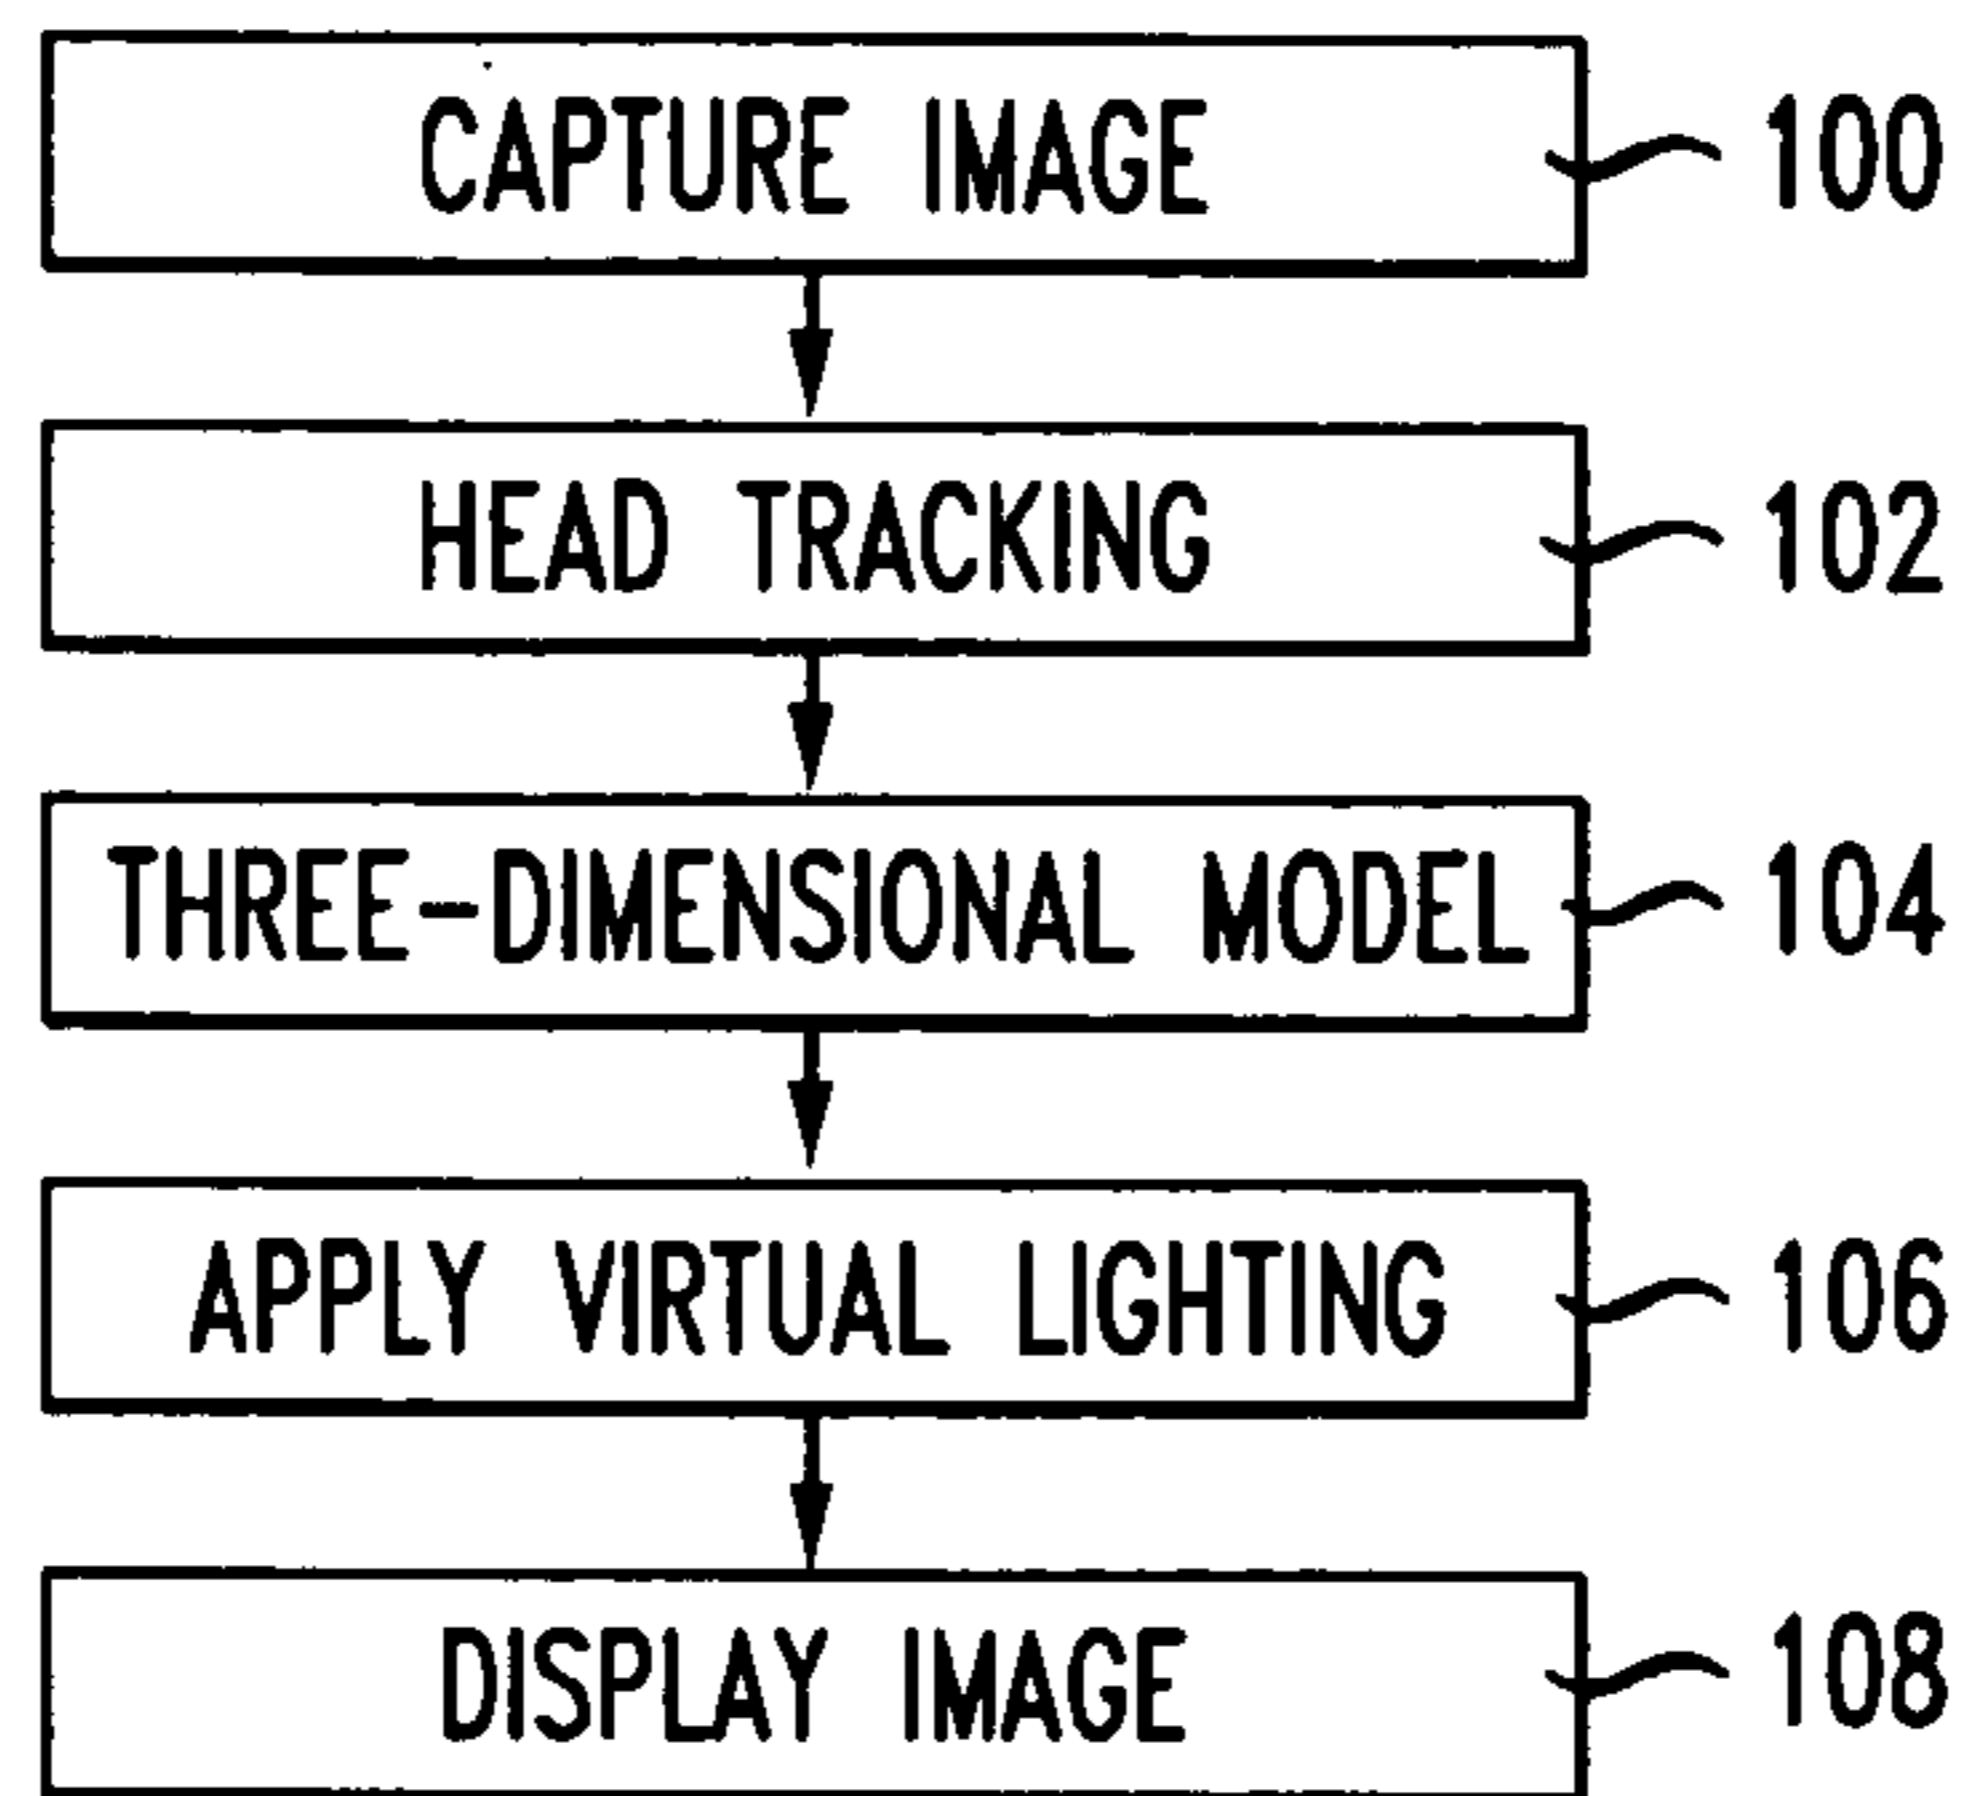 CAPTURE IMAGE 100
HEAD TRACKING 102
THREE-DIMENSIONAL MODEL 104
APPLY VIRTUAL LIGHTING 106
DISPLAY IMAGE 108